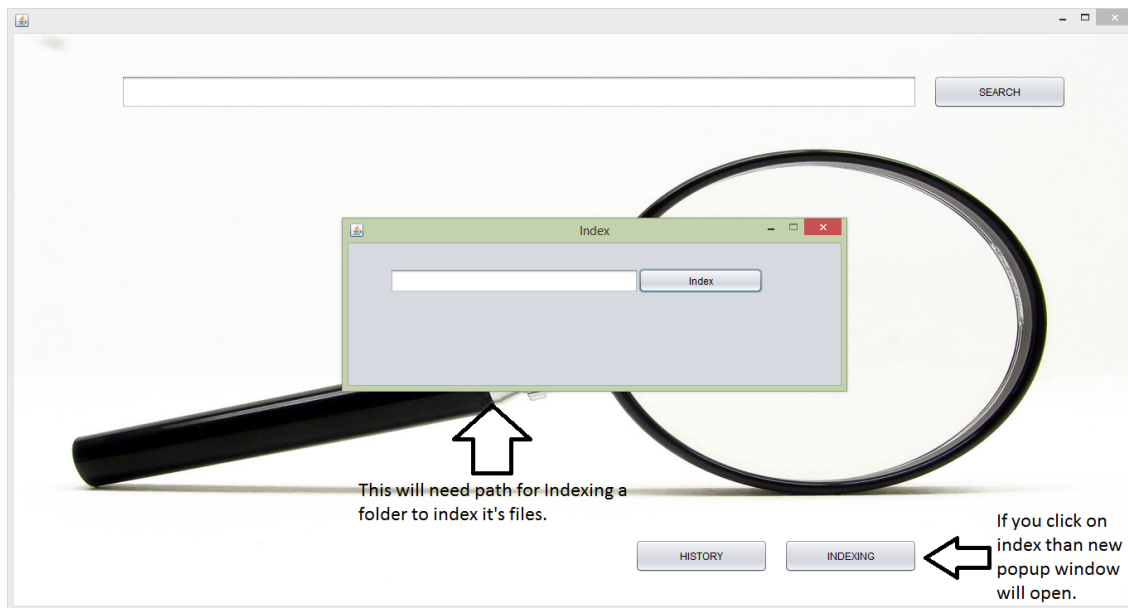 SEARCH
Index
Index
This will need path for Indexing a
folder to index it's files.
HISTORY
INDEXING
If you click on
index than new
popup window
will open.